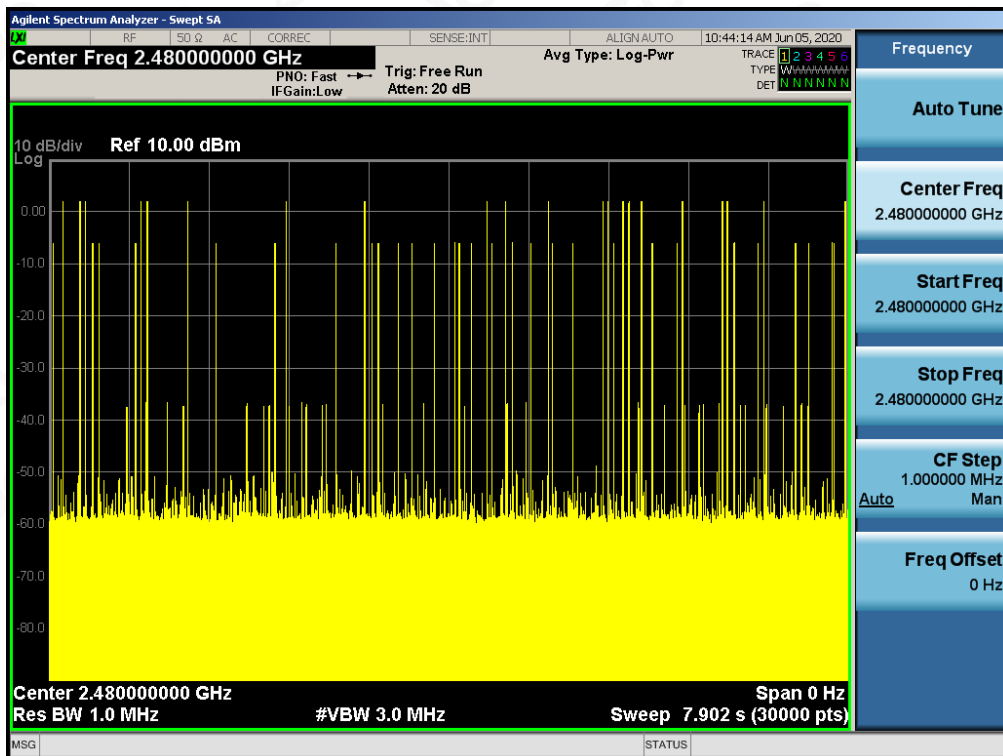 Agilent Spectrum Analyzer - Swept SA
LXI RF 50 Ω AC CORREC SENSE:INT ALIGN AUTO 10:44:14 AM Jun 05, 2020
Center Freq 2.480000000 GHz Avg Type: Log-Pwr TRACE 1 2 3 4 5 6
PNO: Fast Trig: Free Run TYPE WWWWWW
IFGain:Low Atten: 20 dB DET N N N N N N
10 dB/div Ref 10.00 dBm
Log
0.00
-10.0
-20.0
-30.0
-40.0
-50.0
-60.0
-70.0
-80.0
Center 2.480000000 GHz Span 0 Hz
Res BW 1.0 MHz #VBW 3.0 MHz Sweep 7.902 s (30000 pts)
MSG STATUS
Frequency
Auto Tune
Center Freq
2.480000000 GHz
Start Freq
2.480000000 GHz
Stop Freq
2.480000000 GHz
CF Step
1.000000 MHz
Auto Man
Freq Offset
0 Hz